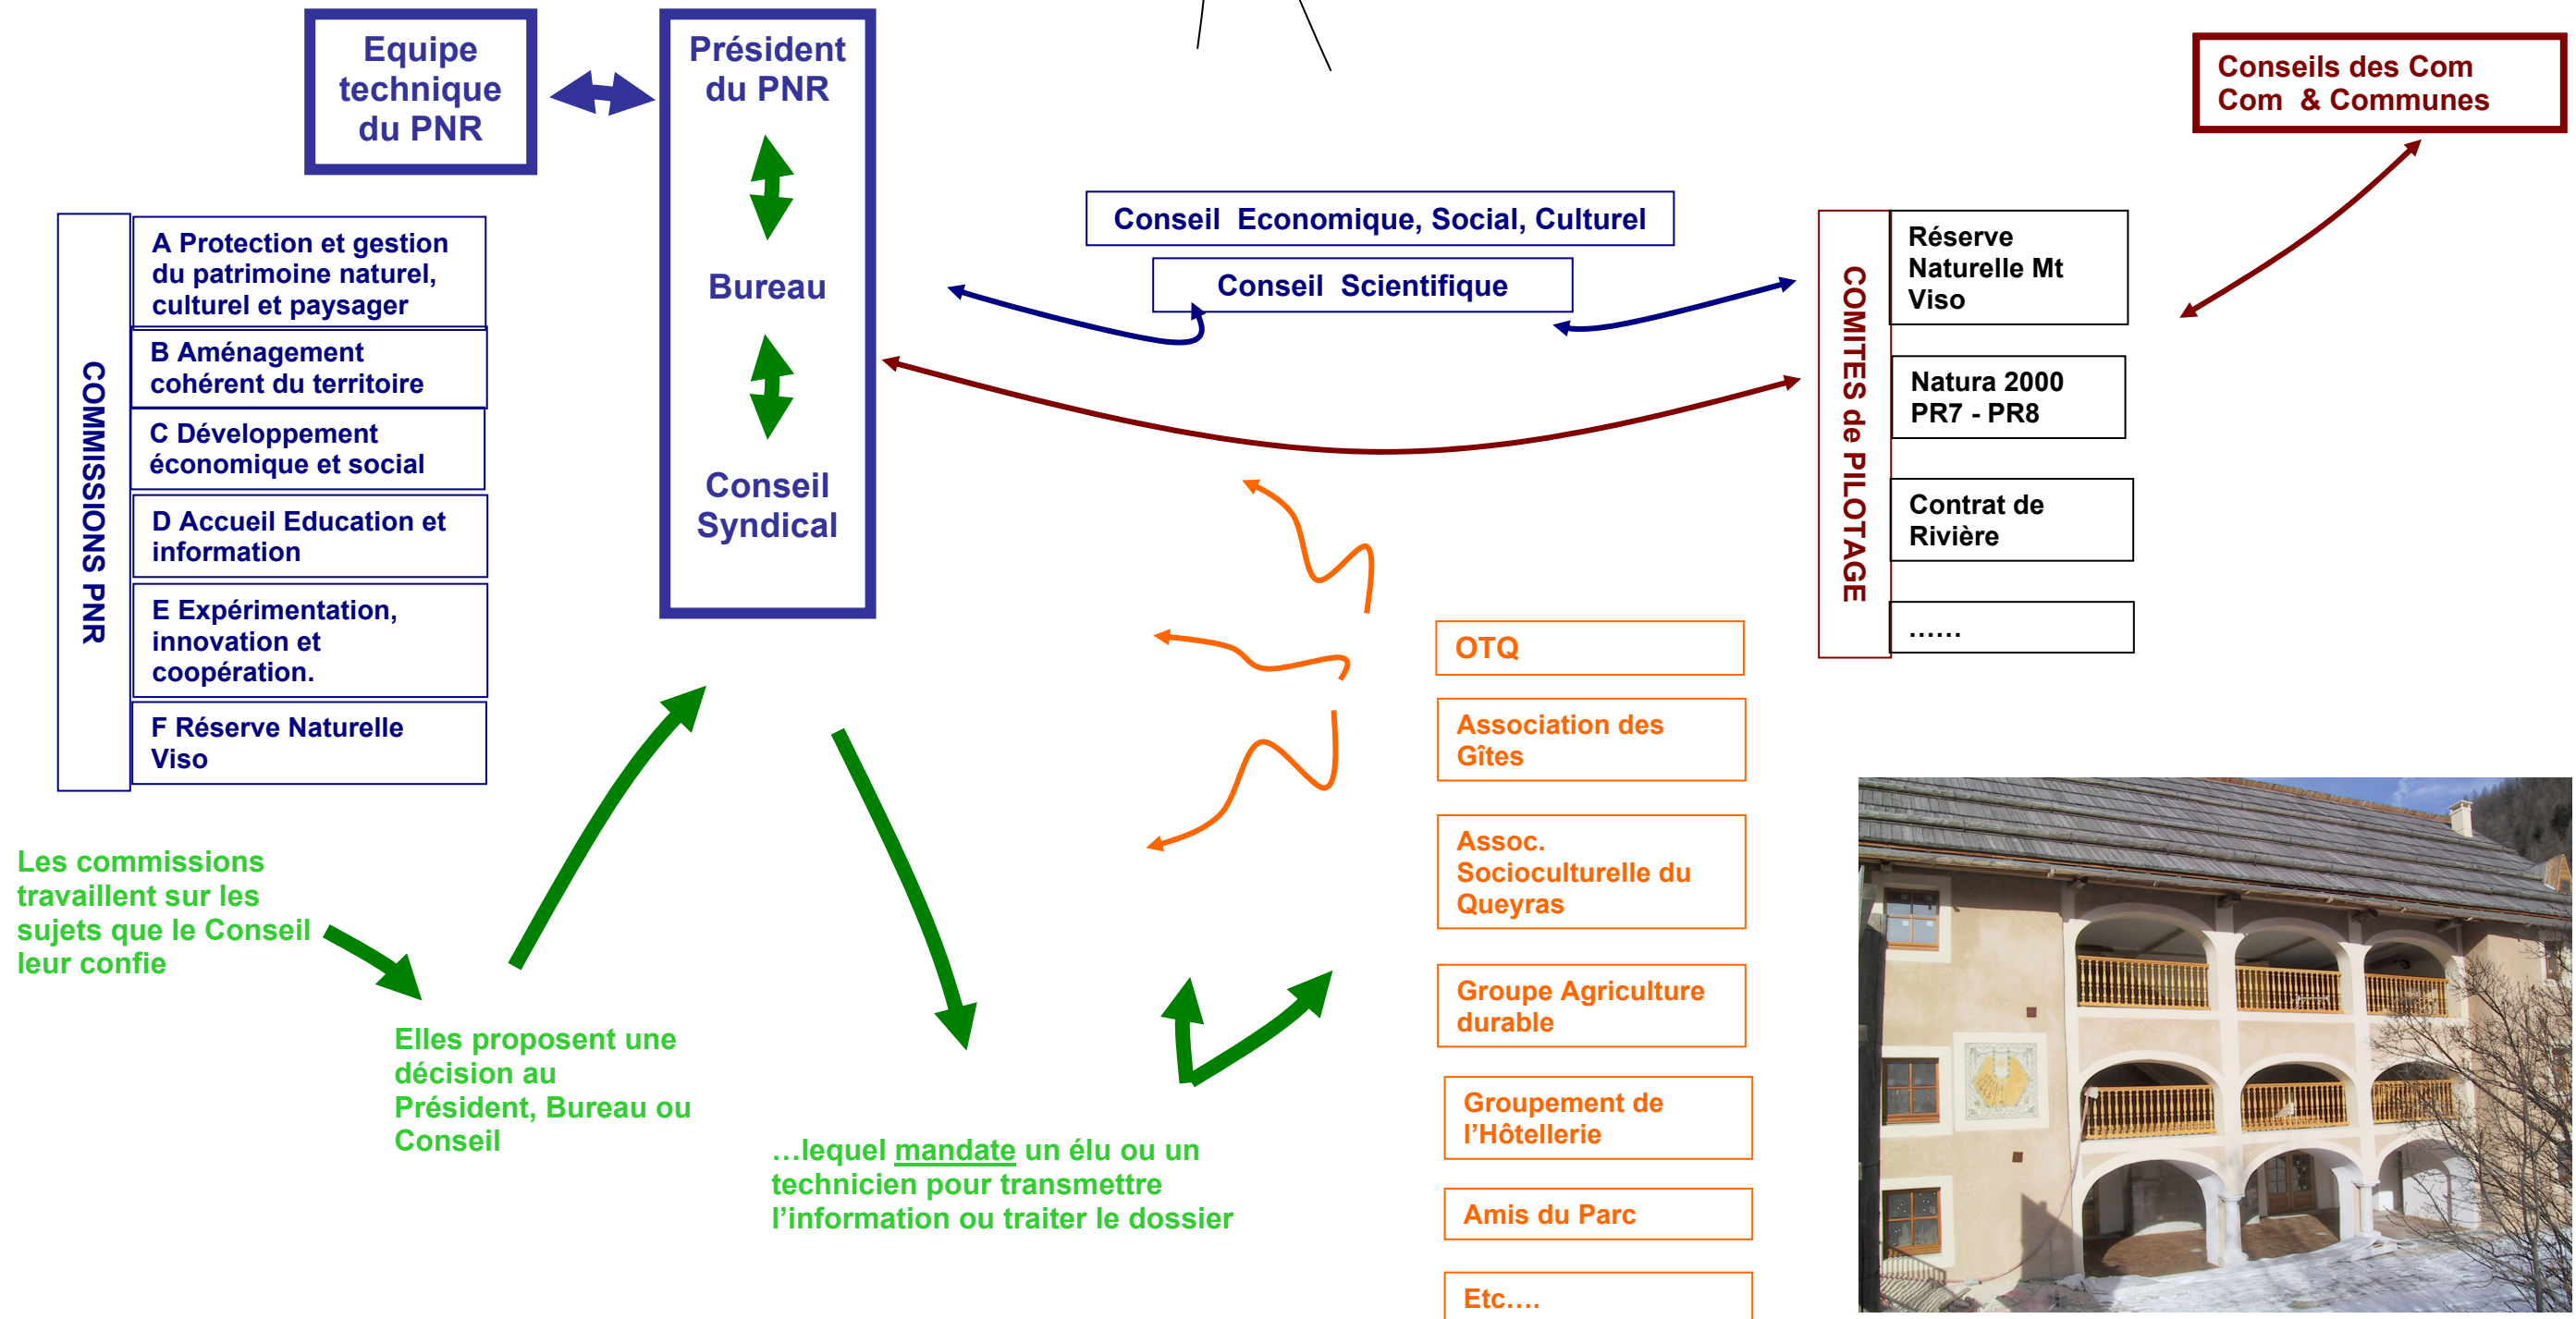 Equipe
technique
du PNR
Président
du PNR
Bureau
Conseil
Syndical
Conseils des Com
Com & Communes
Conseil Economique, Social, Culturel
Conseil Scientifique
COMMISSIONS PNR
A Protection et gestion
du patrimoine naturel,
culturel et paysager
B Aménagement
cohérent du territoire
C Développement
économique et social
D Accueil Education et
information
E Expérimentation,
innovation et
coopération.
F Réserve Naturelle
Viso
COMITES de PILOTAGE
Réserve
Naturelle Mt
Viso
Natura 2000
PR7 - PR8
Contrat de
Rivière
……
OTQ
Association des
Gîtes
Assoc.
Socioculturelle du
Queyras
Groupe Agriculture
durable
Groupement de
l’Hôtellerie
Amis du Parc
Etc….
Les commissions
travaillent sur les
sujets que le Conseil
leur confie
Elles proposent une
décision au
Président, Bureau ou
Conseil
…lequel mandate un élu ou un
technicien pour transmettre
l’information ou traiter le dossier